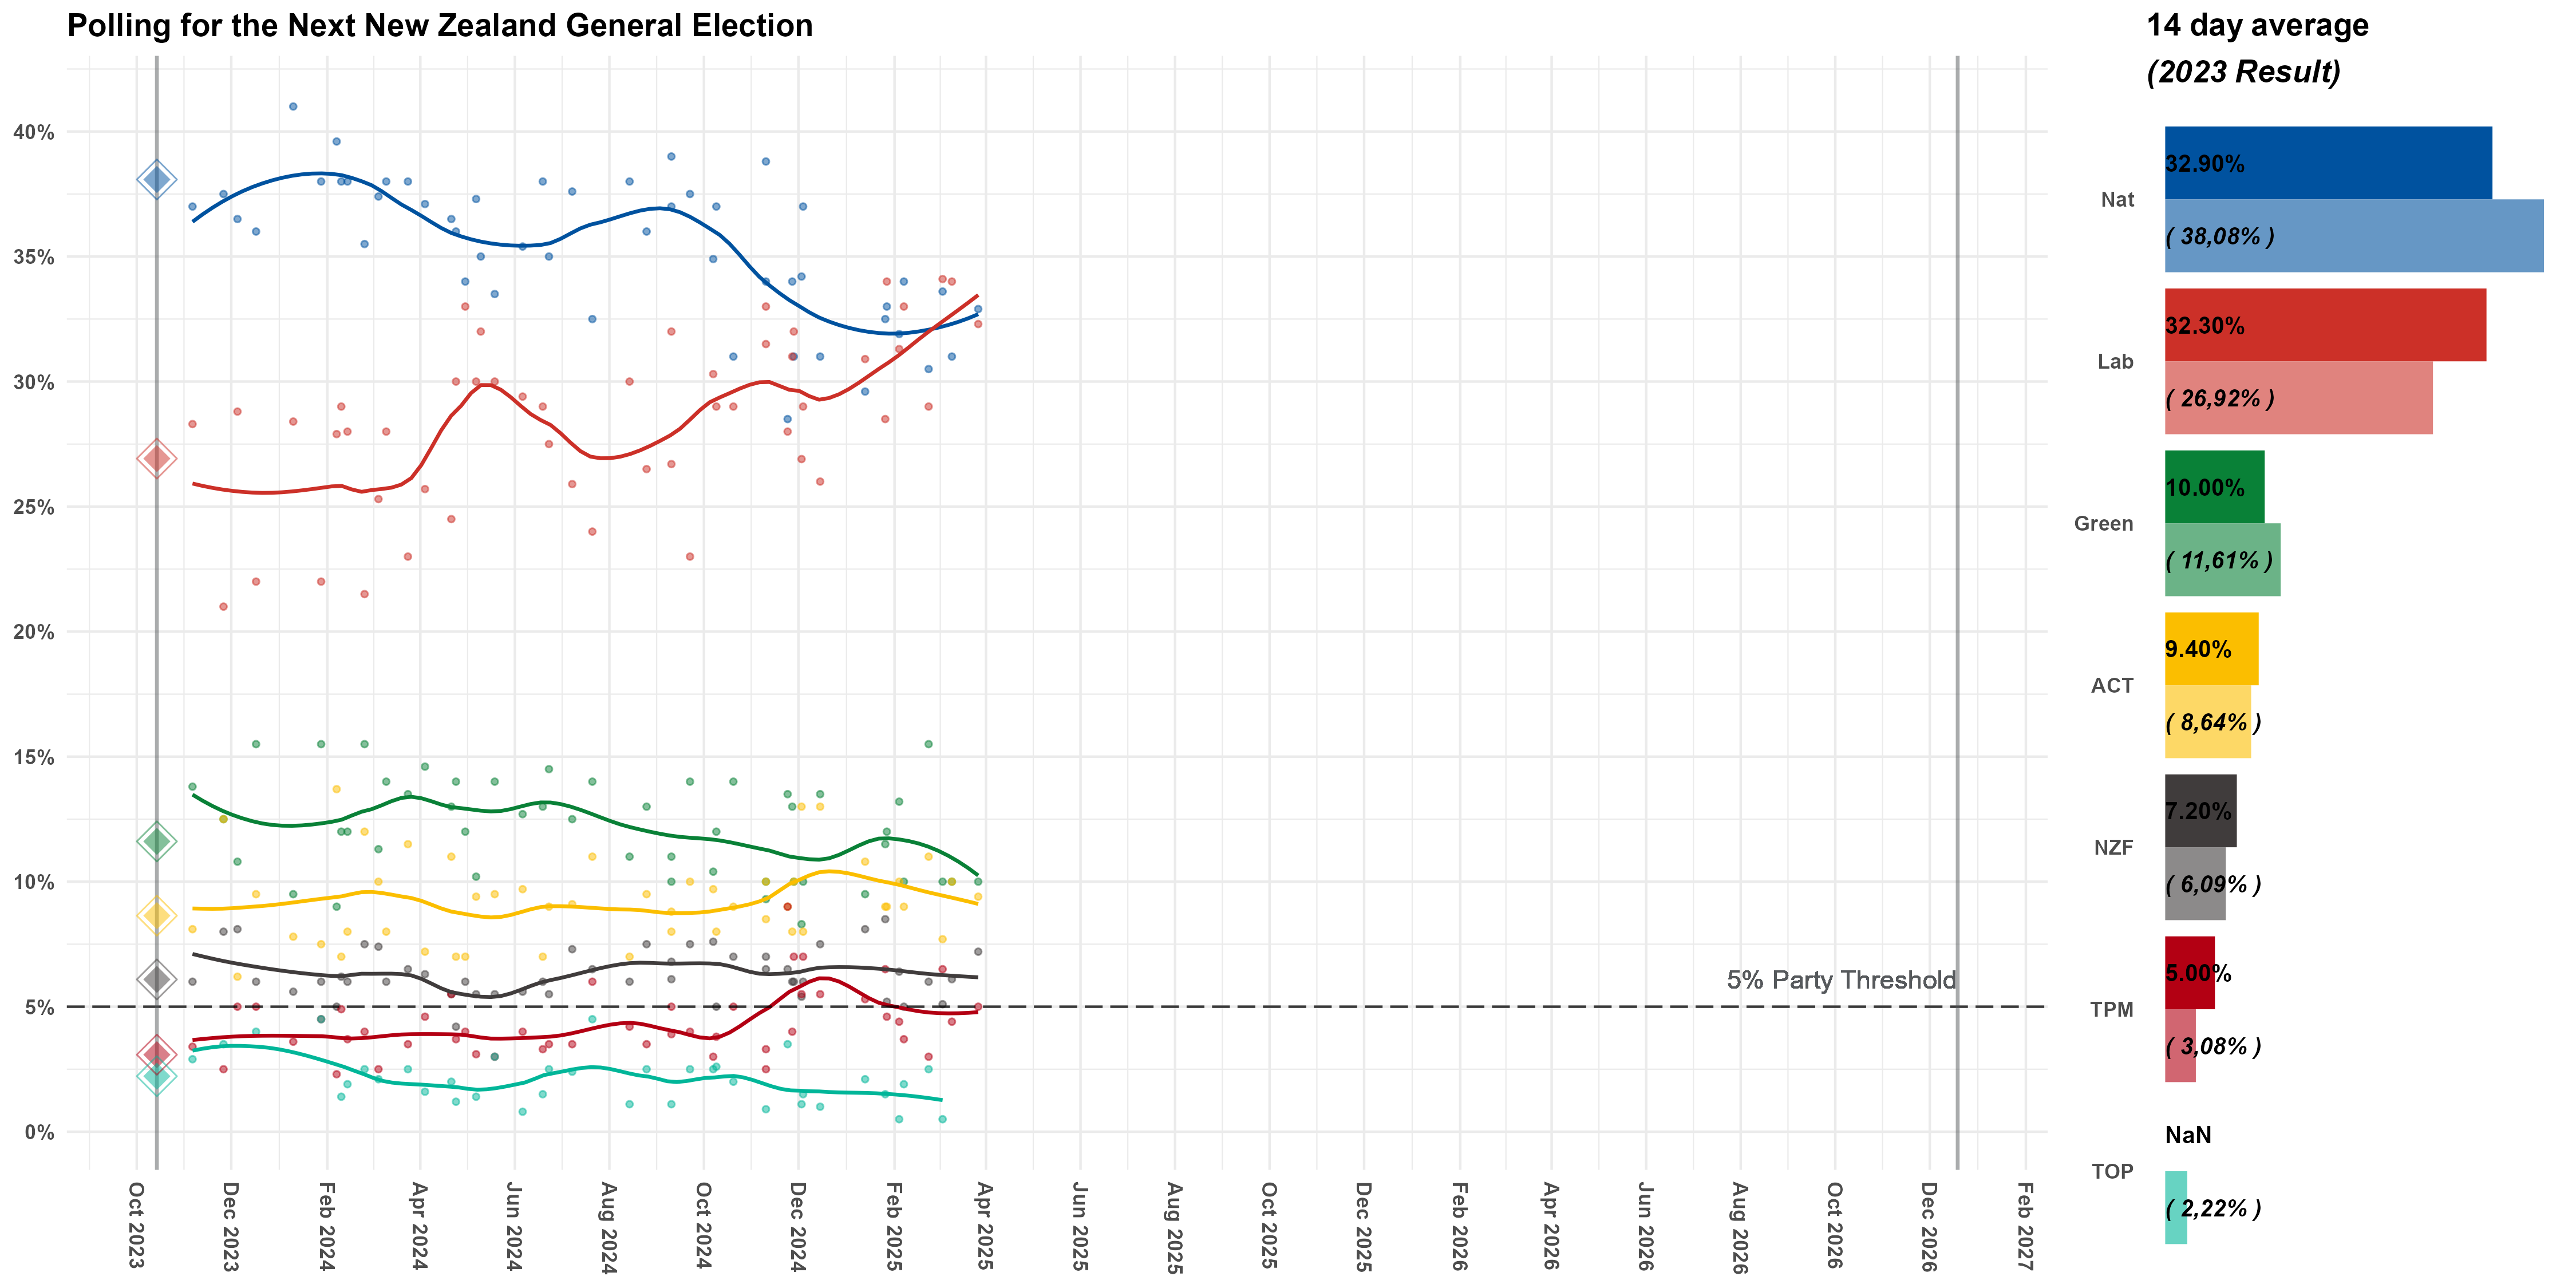 Polling for the Next New Zealand General Election
40%
35%
30%
25%
20%
15%
10%
5%
0%
5% Party Threshold
Oct 2023
Dec 2023
Feb 2024
Apr 2024
Jun 2024
Aug 2024
Oct 2024
Dec 2024
Feb 2025
Apr 2025
Jun 2025
Aug 2025
Oct 2025
Dec 2025
Feb 2026
Apr 2026
Jun 2026
Aug 2026
Oct 2026
Dec 2026
Feb 2027
14 day average
(2023 Result)
Nat
32.90%
( 38,08% )
Lab
32.30%
( 26,92% )
Green
10.00%
( 11,61% )
ACT
9.40%
( 8,64% )
NZF
7.20%
( 6,09% )
TPM
5.00%
( 3,08% )
TOP
NaN
( 2,22% )